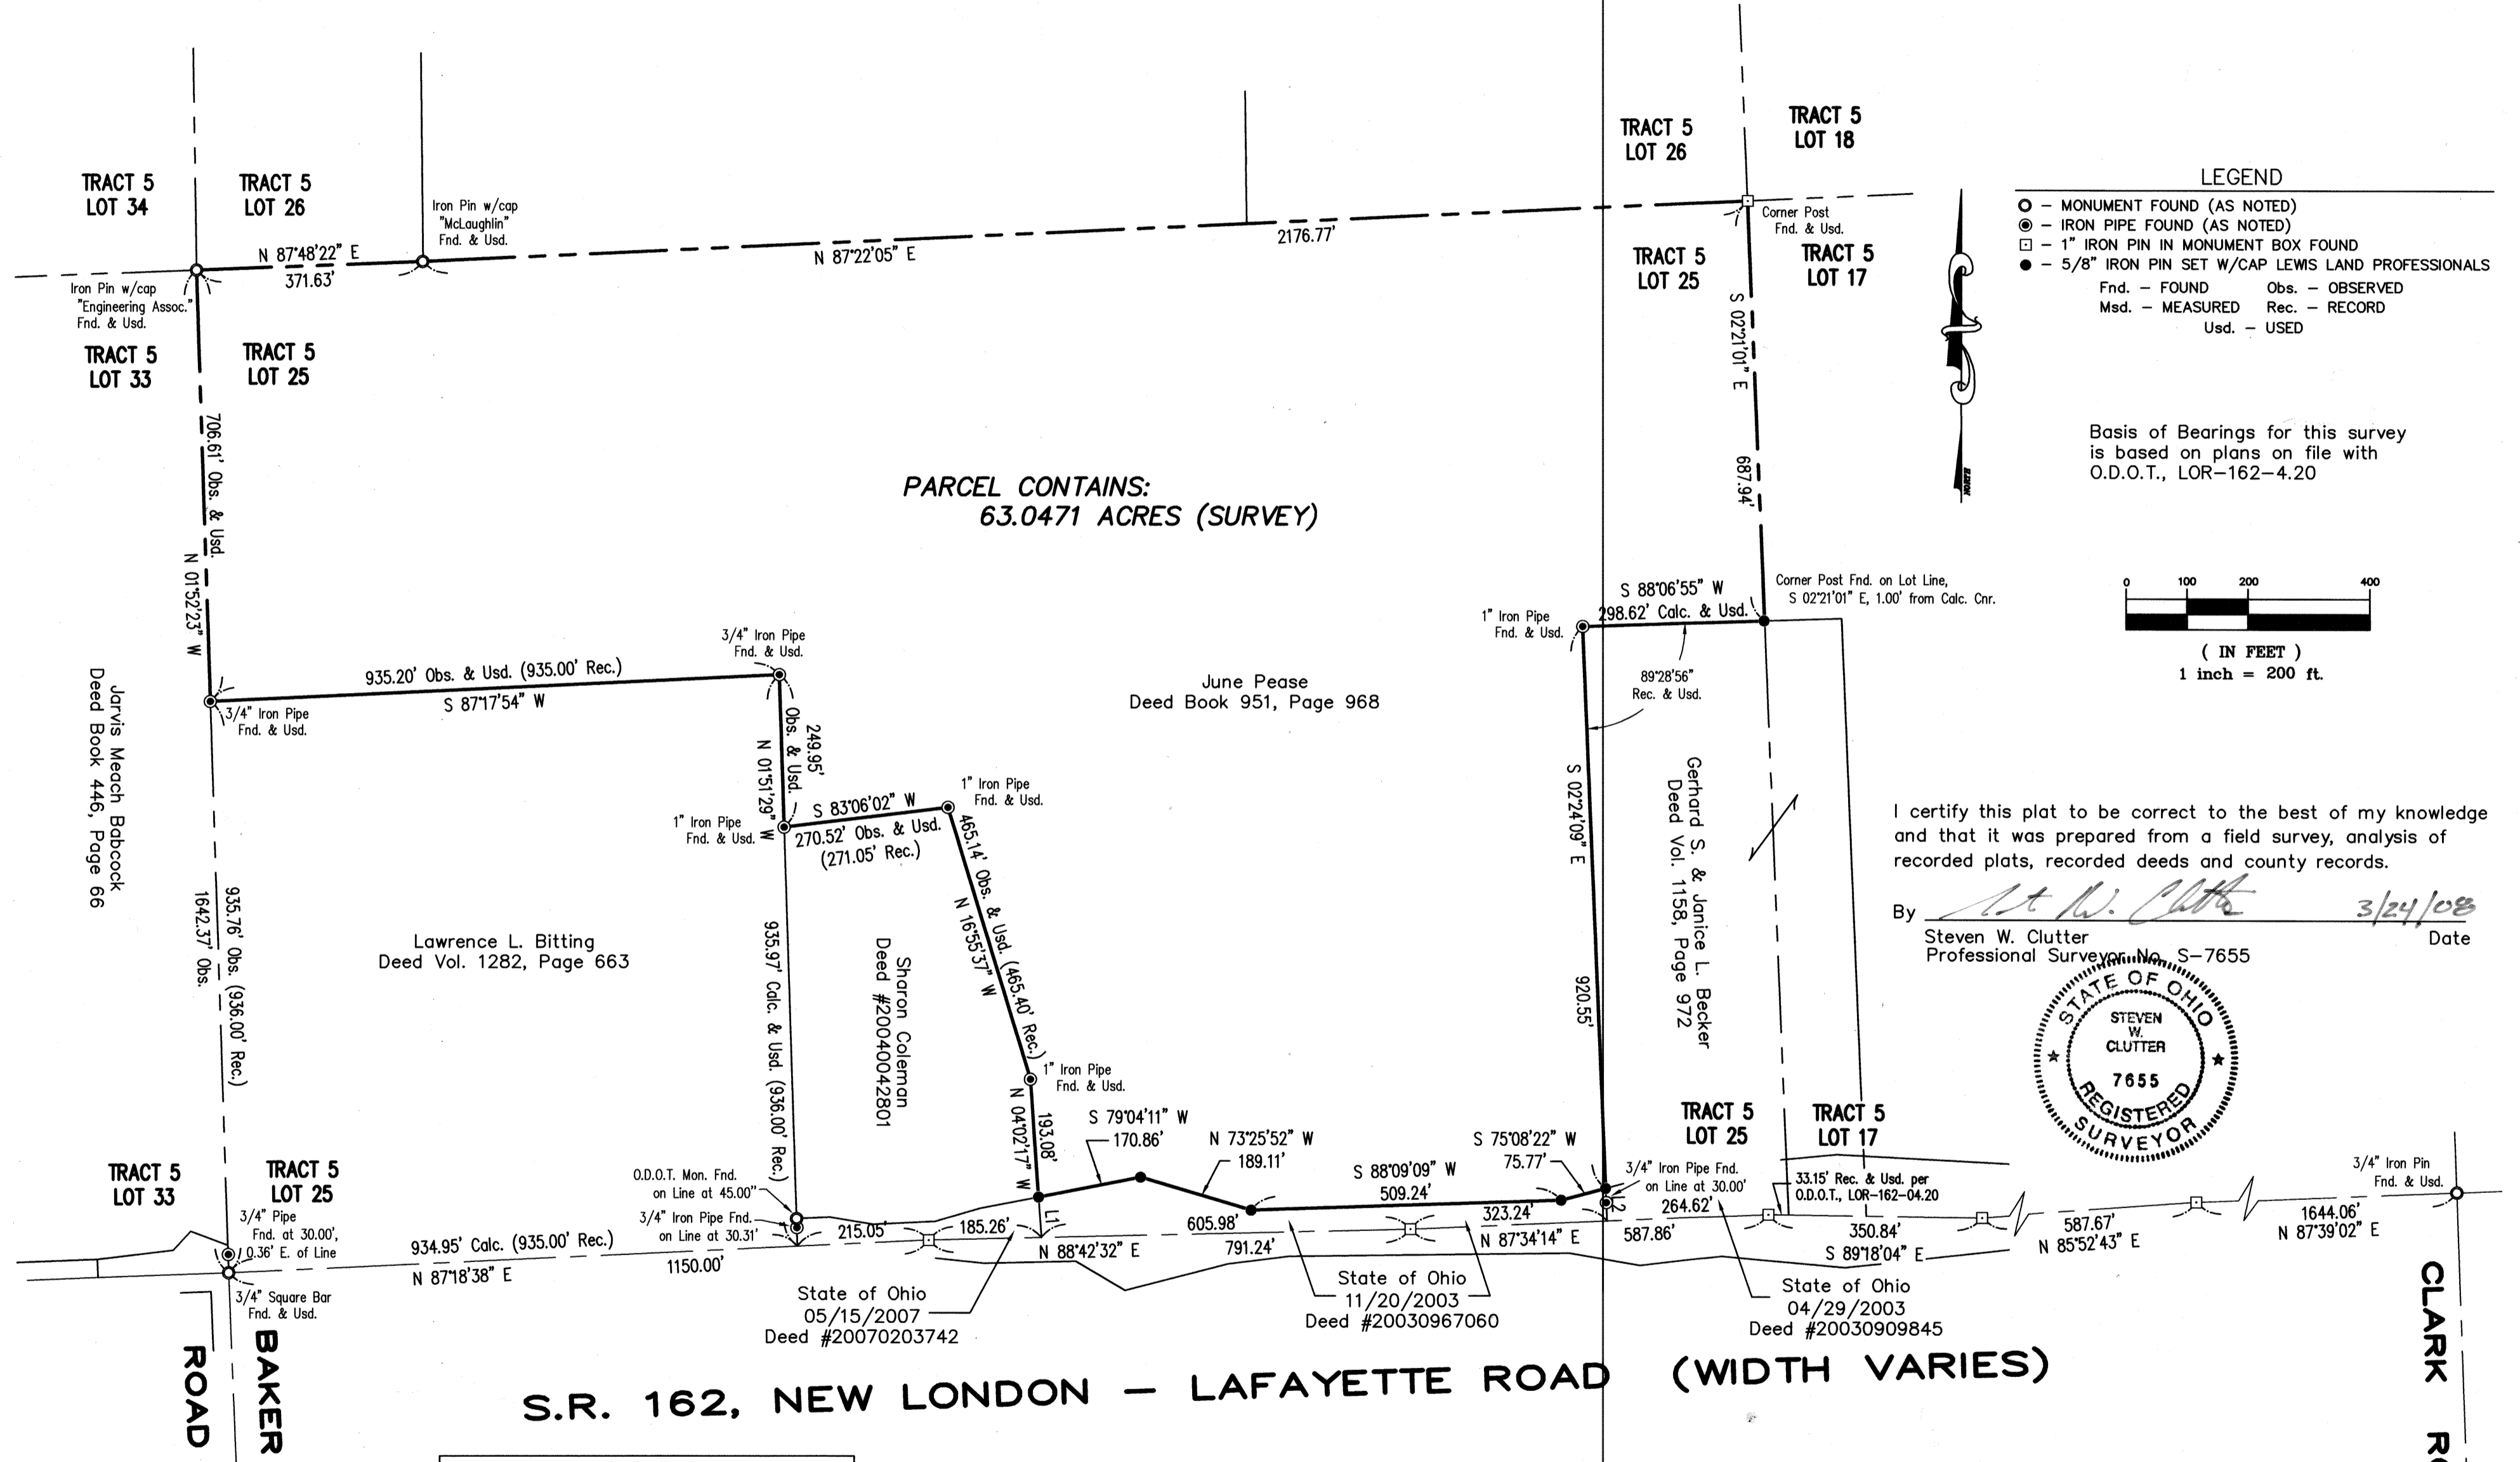 TRACT 5
LOT 34
TRACT 5
LOT 26
Iron Pin w/cap
"McLaughlin"
Fnd. & Usd.
N 87°48'22" E
371.63'
Iron Pin w/cap
"Engineering Assoc."
Fnd. & Usd.
TRACT 5
LOT 33
TRACT 5
LOT 25
N 87°22'05" E
2176.77'
TRACT 5
LOT 26
TRACT 5
LOT 18
Corner Post
Fnd. & Usd.
TRACT 5
LOT 25
TRACT 5
LOT 17
LEGEND
– MONUMENT FOUND (AS NOTED)
– IRON PIPE FOUND (AS NOTED)
– 1" IRON PIN IN MONUMENT BOX FOUND
– 5/8" IRON PIN SET W/CAP LEWIS LAND PROFESSIONALS
Fnd. – FOUND Obs. – OBSERVED
Msd. – MEASURED Rec. – RECORD
Usd. – USED
NORTH
Basis of Bearings for this survey
is based on plans on file with
O.D.O.T., LOR–162–4.20
706.61' Obs. & Usd.
N 01°52'23" W
S 02°21'01" E
687.94'
PARCEL CONTAINS:
63.0471 ACRES (SURVEY)
S 88°06'55" W
298.62' Calc. & Usd.
1" Iron Pipe
Fnd. & Usd.
Corner Post Fnd. on Lot Line,
S 02°21'01" E, 1.00' from Calc. Cnr.
0 100 200 400
( IN FEET )
1 inch = 200 ft.
3/4" Iron Pipe
Fnd. & Usd.
935.20' Obs. & Usd. (935.00' Rec.)
S 87°17'54" W
3/4" Iron Pipe
Fnd. & Usd.
89°28'56"
Rec. & Usd.
June Pease
Deed Book 951, Page 968
Jarvis Meach Babcock
Deed Book 446, Page 66
249.95'
Obs. & Usd.
N 01°51'29" W
1" Iron Pipe
Fnd. & Usd.
S 83°06'02" W
270.52' Obs. & Usd.
(271.05' Rec.)
1" Iron Pipe
Fnd. & Usd.
465.14' Obs. & Usd. (465.40' Rec.)
N 16°55'37" W
S 02°24'09" E
920.55'
Gerhard S. & Janice L. Becker
Deed Vol. 1158, Page 972
I certify this plat to be correct to the best of my knowledge
and that it was prepared from a field survey, analysis of
recorded plats, recorded deeds and county records.
By
3/24/08
Steven W. Clutter
Date
Professional Surveyor No. S–7655
STATE OF OHIO
STEVEN
W.
CLUTTER
7655
REGISTERED
SURVEYOR
935.76' Obs. (936.00' Rec.)
1642.37' Obs.
Lawrence L. Bitting
Deed Vol. 1282, Page 663
935.97' Calc. & Usd. (936.00' Rec.)
Sharon Coleman
Deed #20040042801
1" Iron Pipe
Fnd. & Usd.
193.08'
N 04°02'17" W
S 79°04'11" W
170.86'
N 73°25'52" W
189.11'
S 88°09'09" W
509.24'
S 75°08'22" W
75.77'
TRACT 5
LOT 25
TRACT 5
LOT 17
3/4" Iron Pipe Fnd.
on Line at 30.00'
33.15' Rec. & Usd. per
O.D.O.T., LOR–162–04.20
3/4" Iron Pin
Fnd. & Usd.
TRACT 5
LOT 33
TRACT 5
LOT 25
O.D.O.T. Mon. Fnd.
on Line at 45.00"
3/4" Iron Pipe Fnd.
on Line at 30.31'
3/4" Pipe
Fnd. at 30.00',
0.36' E. of Line
3/4" Square Bar
Fnd. & Usd.
934.95' Calc. (935.00' Rec.)
N 87°18'38" E
215.05'
1150.00'
185.26'
L1
N 88°42'32" E
605.98'
791.24'
323.24'
N 87°34'14" E
L2
264.62'
587.86'
350.84'
S 89°18'04" E
587.67'
N 85°52'43" E
1644.06'
N 87°39'02" E
State of Ohio
05/15/2007
Deed #20070203742
State of Ohio
11/20/2003
Deed #20030967060
State of Ohio
04/29/2003
Deed #20030909845
BAKER
ROAD
S.R. 162, NEW LONDON – LAFAYETTE ROAD (WIDTH VARIES)
CLARK